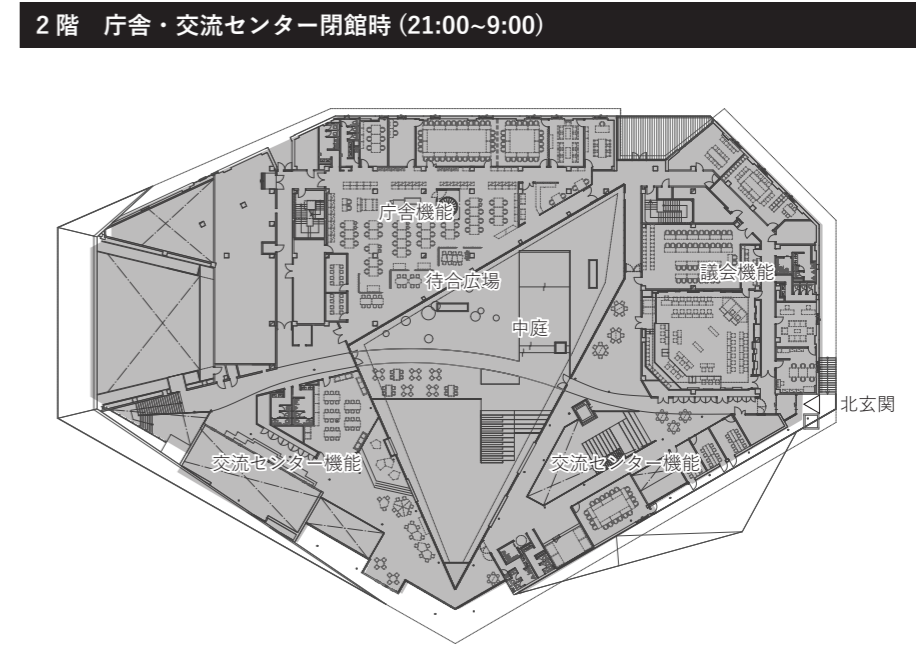 2階 庁舎・交流センター閉館時 (21:00~9:00)
庁舎機能
待合広場
議会機能
中庭
北玄関
交流センター機能
交流センター機能